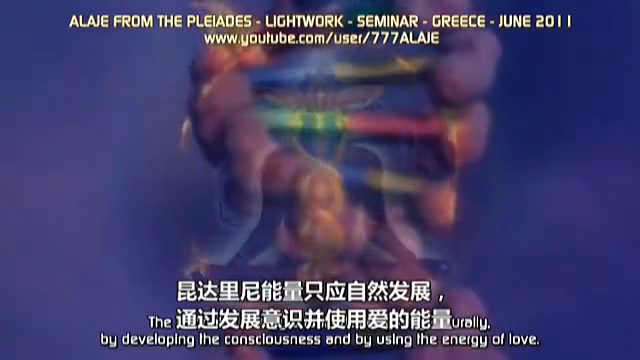 ALAJE FROM THE PLEIADES - LIGHTWORK - SEMINAR - GREECE - JUNE 2011
www.youtube.com/user/777ALAJE
昆达里尼能量只应自然发展，
通过发展意识并使用爱的能量
The
by developing the consciousness and by using the energy of love.